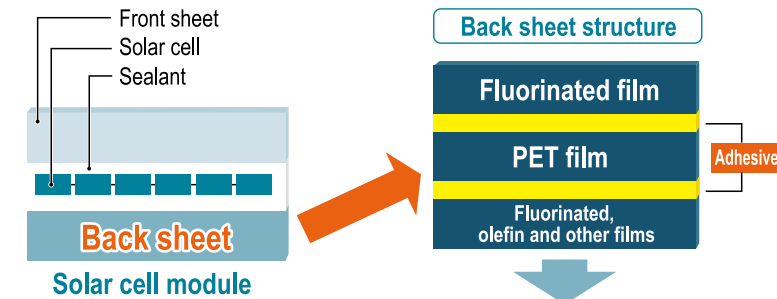 Front sheet
Solar cell
Sealant
Back sheet
Solar cell module
Back sheet structure
Fluorinated film
PET film
Fluorinated,
olefin and other films
Adhesive